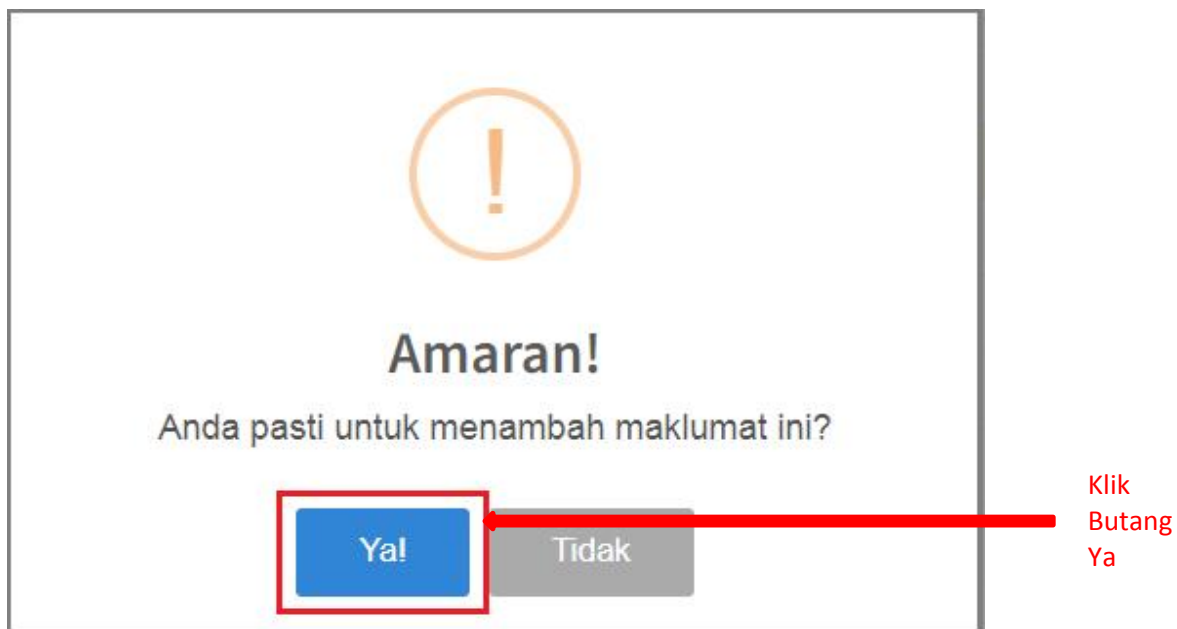 !
Amaran!
Anda pasti untuk menambah maklumat ini?
Ya!
Tidak
Klik
Butang
Ya